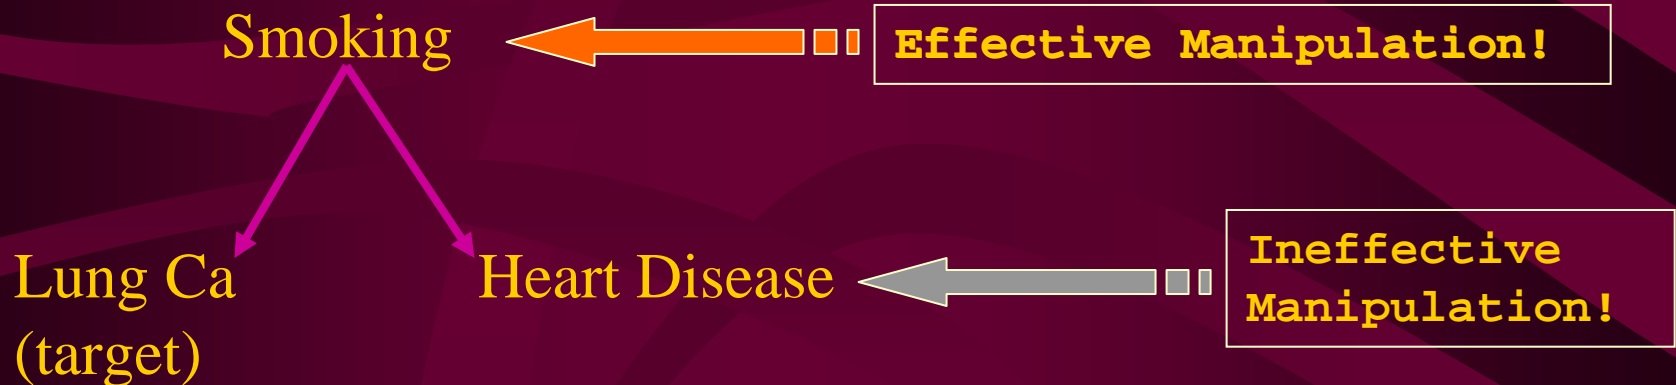 Smoking
Effective Manipulation!
Lung Ca
(target)
Heart Disease
Ineffective
Manipulation!